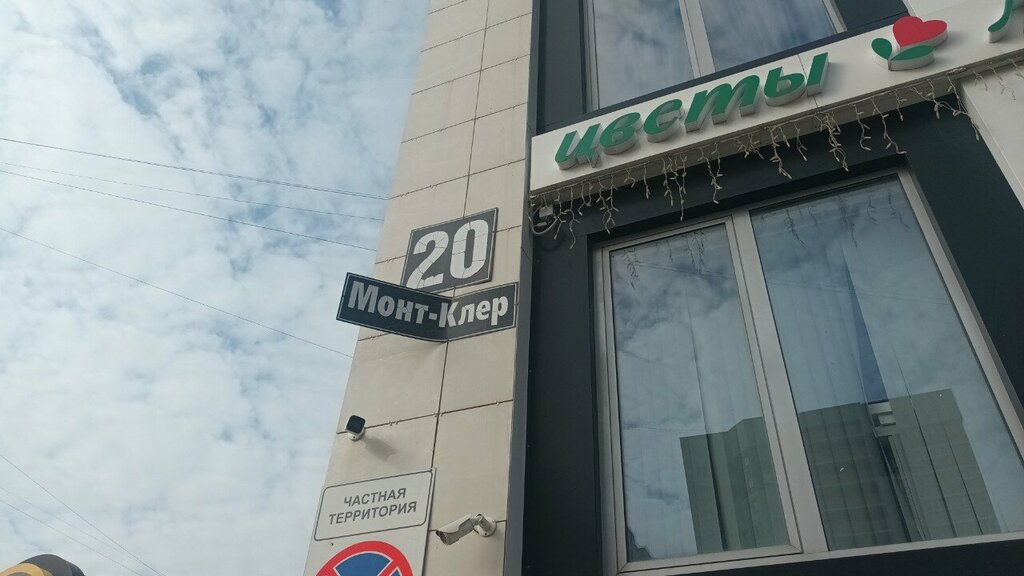 цветы
20
Монт-Клер
ЧАСТНАЯ
ТЕРРИТОРИЯ